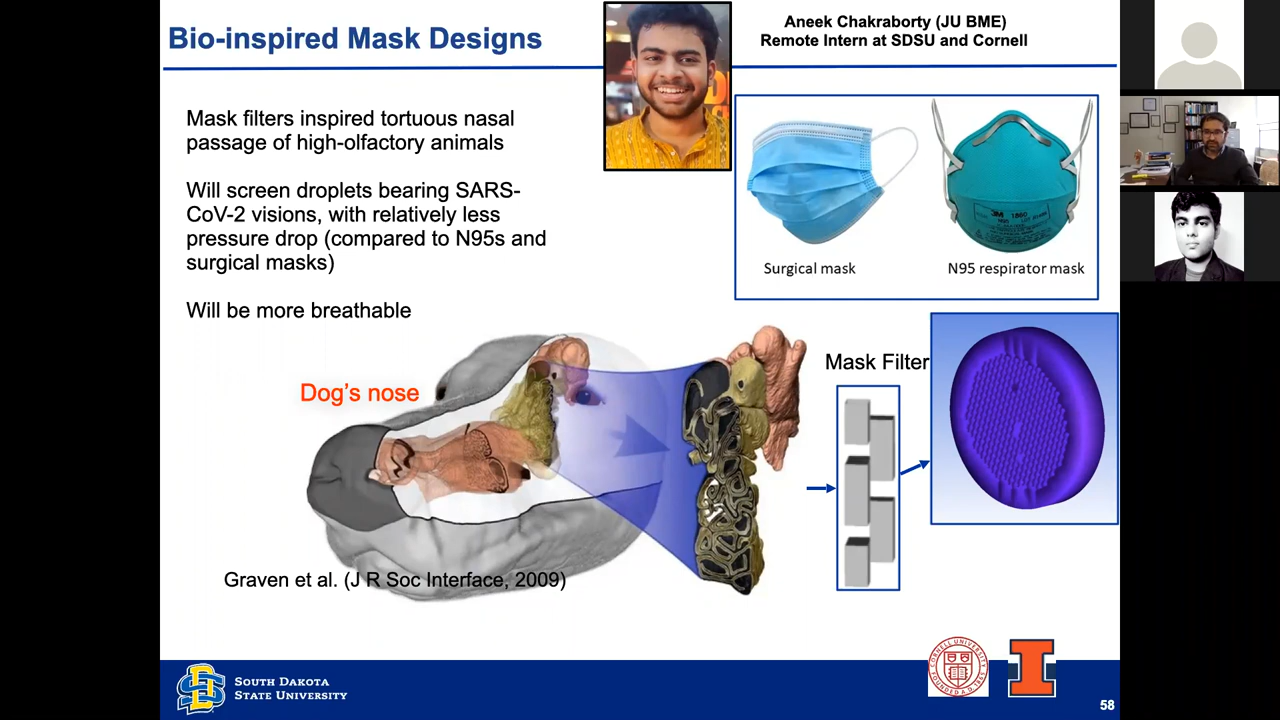 Bio-inspired Mask Designs
Aneek Chakraborty (JU BME)
Remote Intern at SDSU and Cornell
Mask filters inspired tortuous nasal
passage of high-olfactory animals
Will screen droplets bearing SARS-
CoV-2 visions, with relatively less
pressure drop (compared to N95s and
surgical masks)
Will be more breathable
3M 1860
Surgical mask
N95 respirator mask
Mask Filter
Dog's nose
Graven et al. (J R Soc Interface, 2009)
SOUTH DAKOTA
STATE UNIVERSITY
58